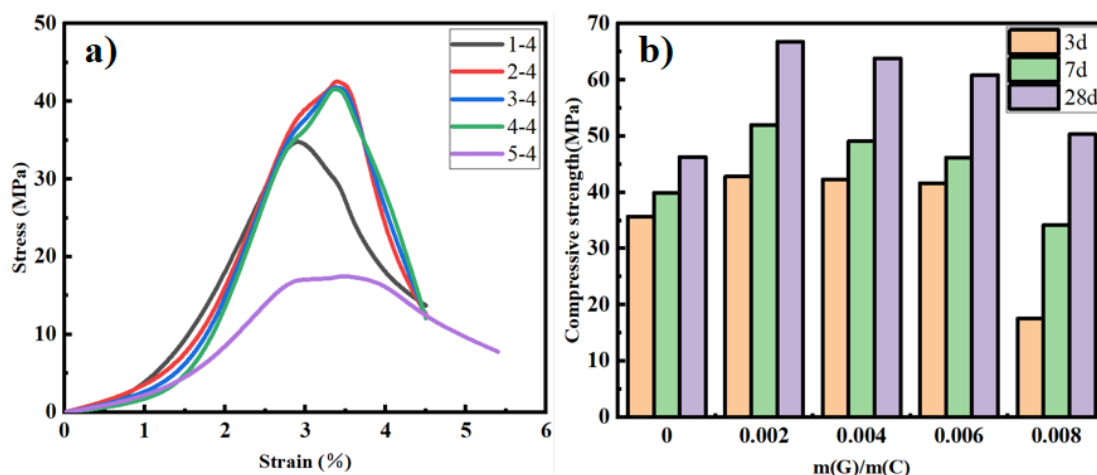 a)
1-4
2-4
3-4
4-4
5-4
Stress (MPa)
50
40
30
20
10
0
0 1 2 3 4 5 6
Strain (%)
b)
3d
7d
28d
Compressive strength(MPa)
70
60
50
40
30
20
10
0
0 0.002 0.004 0.006 0.008
m(G)/m(C)